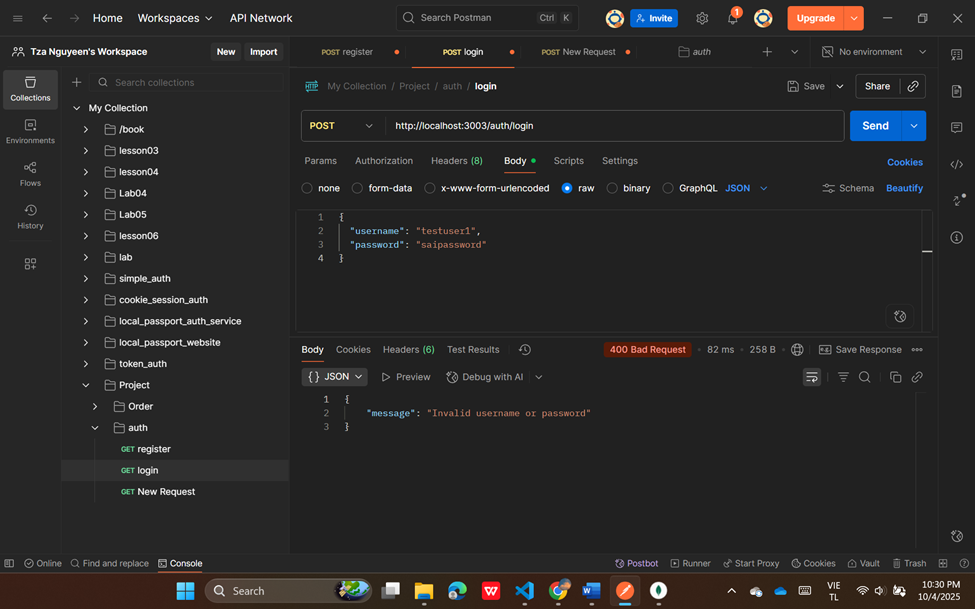 Home Workspaces API Network Search Postman Ctrl K Invite 1 Upgrade
Tza Nguyeen's Workspace New Import POST register POST login POST New Request auth No environment
Collections
Environments
Flows
History
Search collections
My Collection
/book
lesson03
lesson04
Lab04
Lab05
lesson06
lab
simple_auth
cookie_session_auth
local_passport_auth_service
local_passport_website
token_auth
Project
Order
auth
GET register
GET login
GET New Request
HTTP My Collection / Project / auth / login Save Share
POST http://localhost:3003/auth/login Send
Params Authorization Headers (8) Body Scripts Settings Cookies
none form-data x-www-form-urlencoded raw binary GraphQL JSON Schema Beautify
1 {
2 "username": "testuser1",
3 "password": "saipassword"
4 }
Body Cookies Headers (6) Test Results 400 Bad Request 82 ms 258 B Save Response
{} JSON Preview Debug with AI
1 {
2 "message": "Invalid username or password"
3 }
Online Find and replace Console Postbot Runner Start Proxy Cookies Vault Trash
Search VIE 10:30 PM
TL 10/4/2025